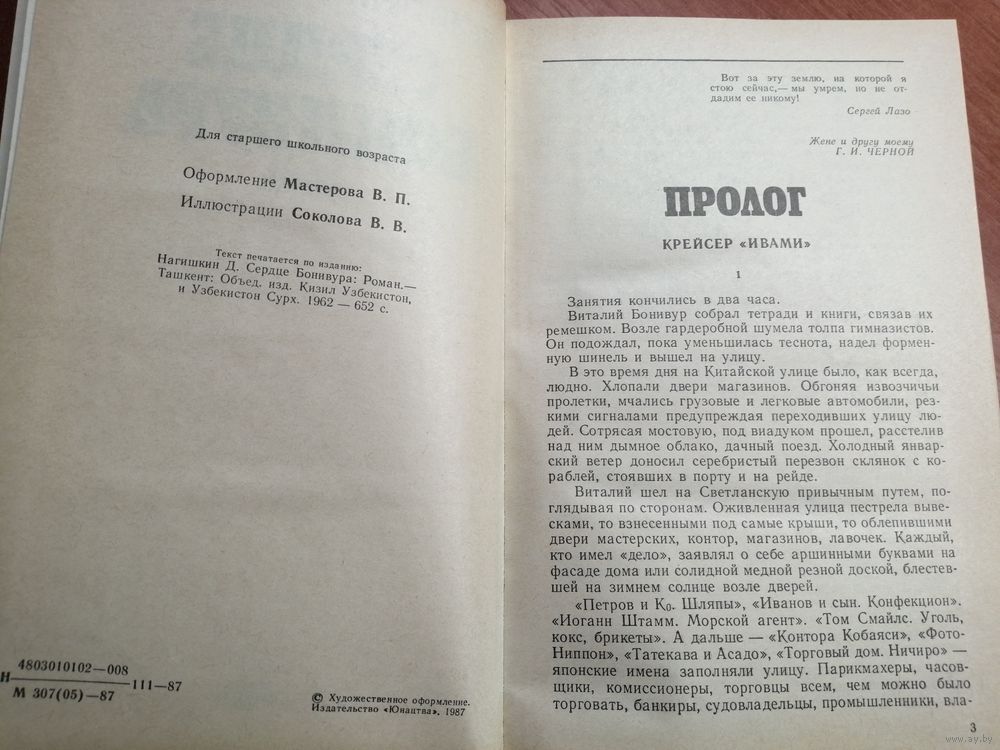 Для старшего школьного возраста
Оформление Мастерова В. П.
Иллюстрации Соколова В. В.
Текст печатается по изданию:
Нагишкин Д. Сердце Бонивура: Роман.—
Ташкент: Объед. изд. Кизил Узбекистон,
и Узбекистон Сурх. 1962 — 652 с.
4803010102—008
Н 111—87
М 307(05)—87
© Художественное оформление.
Издательство «Юнацтва», 1987
Вот за эту землю, на которой я
стою сейчас,— мы умрем, но не от-
дадим ее никому!
Сергей Лазо
Жене и другу моему
Г. И. ЧЕРНОЙ
ПРОЛОГ
КРЕЙСЕР «ИВАМИ»
1
Занятия кончились в два часа.
Виталий Бонивур собрал тетради и книги, связав их
ремешком. Возле гардеробной шумела толпа гимназистов.
Он подождал, пока уменьшилась теснота, надел формен-
ную шинель и вышел на улицу.
В это время дня на Китайской улице было, как всегда,
людно. Хлопали двери магазинов. Обгоняя извозчичьи
пролетки, мчались грузовые и легковые автомобили, рез-
кими сигналами предупреждая переходивших улицу лю-
дей. Сотрясая мостовую, под виадуком прошел, расстелив
над ним дымное облако, дачный поезд. Холодный январ-
ский ветер доносил серебристый перезвон склянок с ко-
раблей, стоявших в порту и на рейде.
Виталий шел на Светланскую привычным путем, по-
глядывая по сторонам. Оживленная улица пестрела выве-
сками, то взнесенными под самые крыши, то облепившими
двери мастерских, контор, магазинов, лавочек. Каждый,
кто имел «дело», заявлял о себе аршинными буквами на
фасаде дома или солидной медной резной доской, блестев-
шей на зимнем солнце возле дверей.
«Петров и Ко. Шляпы», «Иванов и сын. Конфекцион».
«Иоганн Штамм. Морской агент». «Том Смайлс. Уголь,
кокс, брикеты». А дальше — «Контора Кобаяси», «Фото-
Ниппон», «Татекава и Асадо», «Торговый дом. Ничиро» —
японские имена заполняли улицу. Парикмахеры, часов-
щики, комиссионеры, торговцы всем, чем можно было
торговать, банкиры, судовладельцы, промышленники, вла-
3
www.ay.by